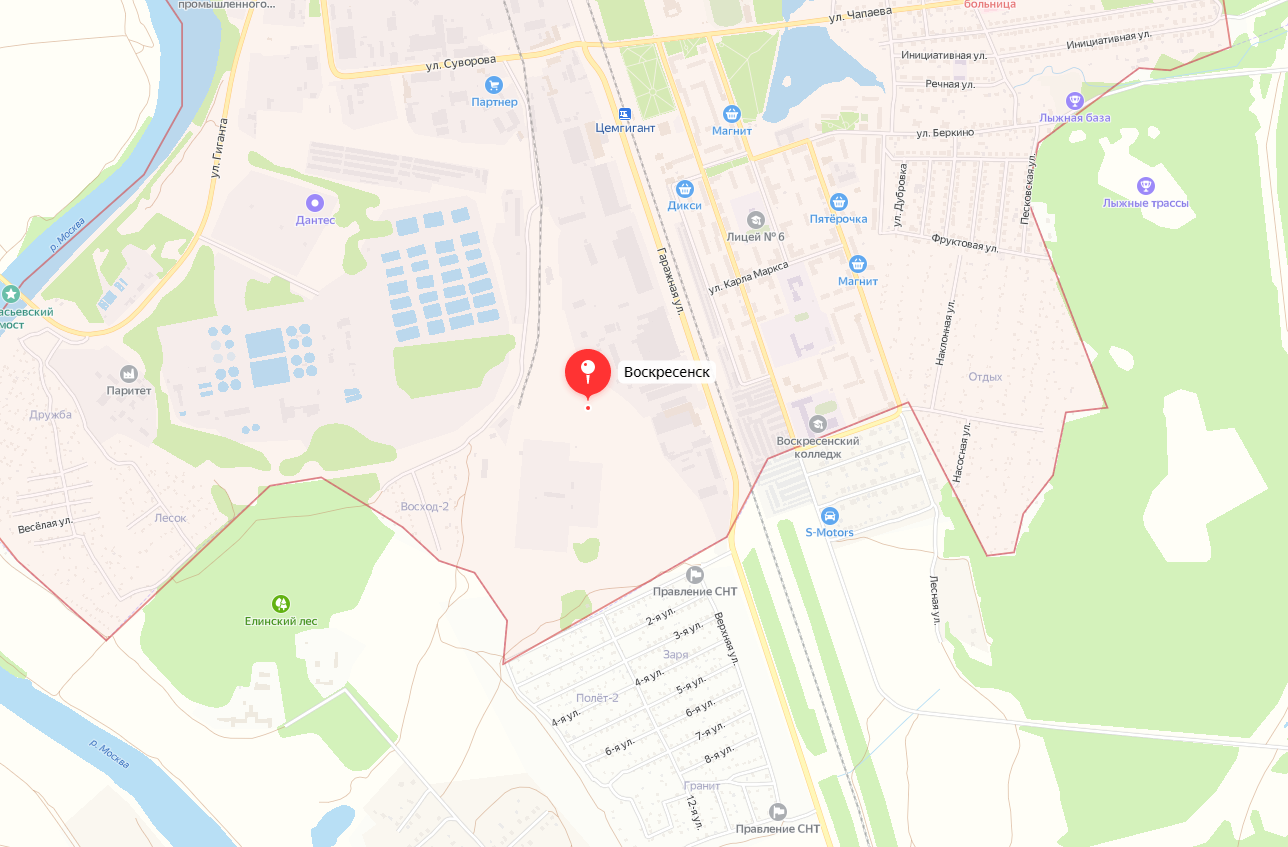 промышленного...
больница
ул. Чапаева
Инициативная ул.
Инициативная ул.
ул. Суворова
Партнер
Речная ул.
Лыжная база
Цемгигант
Магнит
ул. Беркино
ул. Гиганта
Песковская ул.
Лыжные трассы
ул. Дубровка
Дикси
Пятёрочка
Дантес
Лицей № 6
р. Москва
Фруктовая ул.
Гаражная ул.
ул. Карла Маркса
Магнит
асьевский
мост
Наклонная ул.
Воскресенск
Отдых
Паритет
Дружба
Воскресенский
колледж
Насосная ул.
Восход-2
Лесок
Весёлая ул.
S-Motors
Правление СНТ
Лесная ул.
Елинский лес
2-я ул.
3-я ул.
Верхняя ул.
Заря
4-я ул.
5-я ул.
Полёт-2
4-я ул.
6-я ул.
7-я ул.
6-я ул.
8-я ул.
р. Москва
Гранит
12-я ул.
Правление СНТ